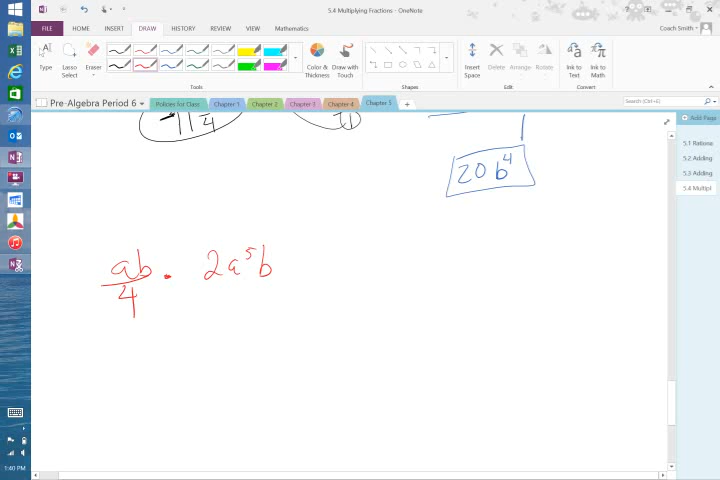 5.4 Multiplying Fractions - OneNote
FILE HOME INSERT DRAW HISTORY REVIEW VIEW Mathematics
Coach Smith
Type Lasso Select Eraser
Color & Thickness Draw with Touch
Insert Space Delete Arrange Rotate
Ink to Text Ink to Math
Tools Shapes Edit Convert
Pre-Algebra Period 6 Policies for Class Chapter 1 Chapter 2 Chapter 3 Chapter 4 Chapter 5
Search (Ctrl+E)
Add Page
5.1 Rationa
5.2 Adding
5.3 Adding
5.4 Multipl
20b⁴
ab/4 · 2a⁵b
1:40 PM